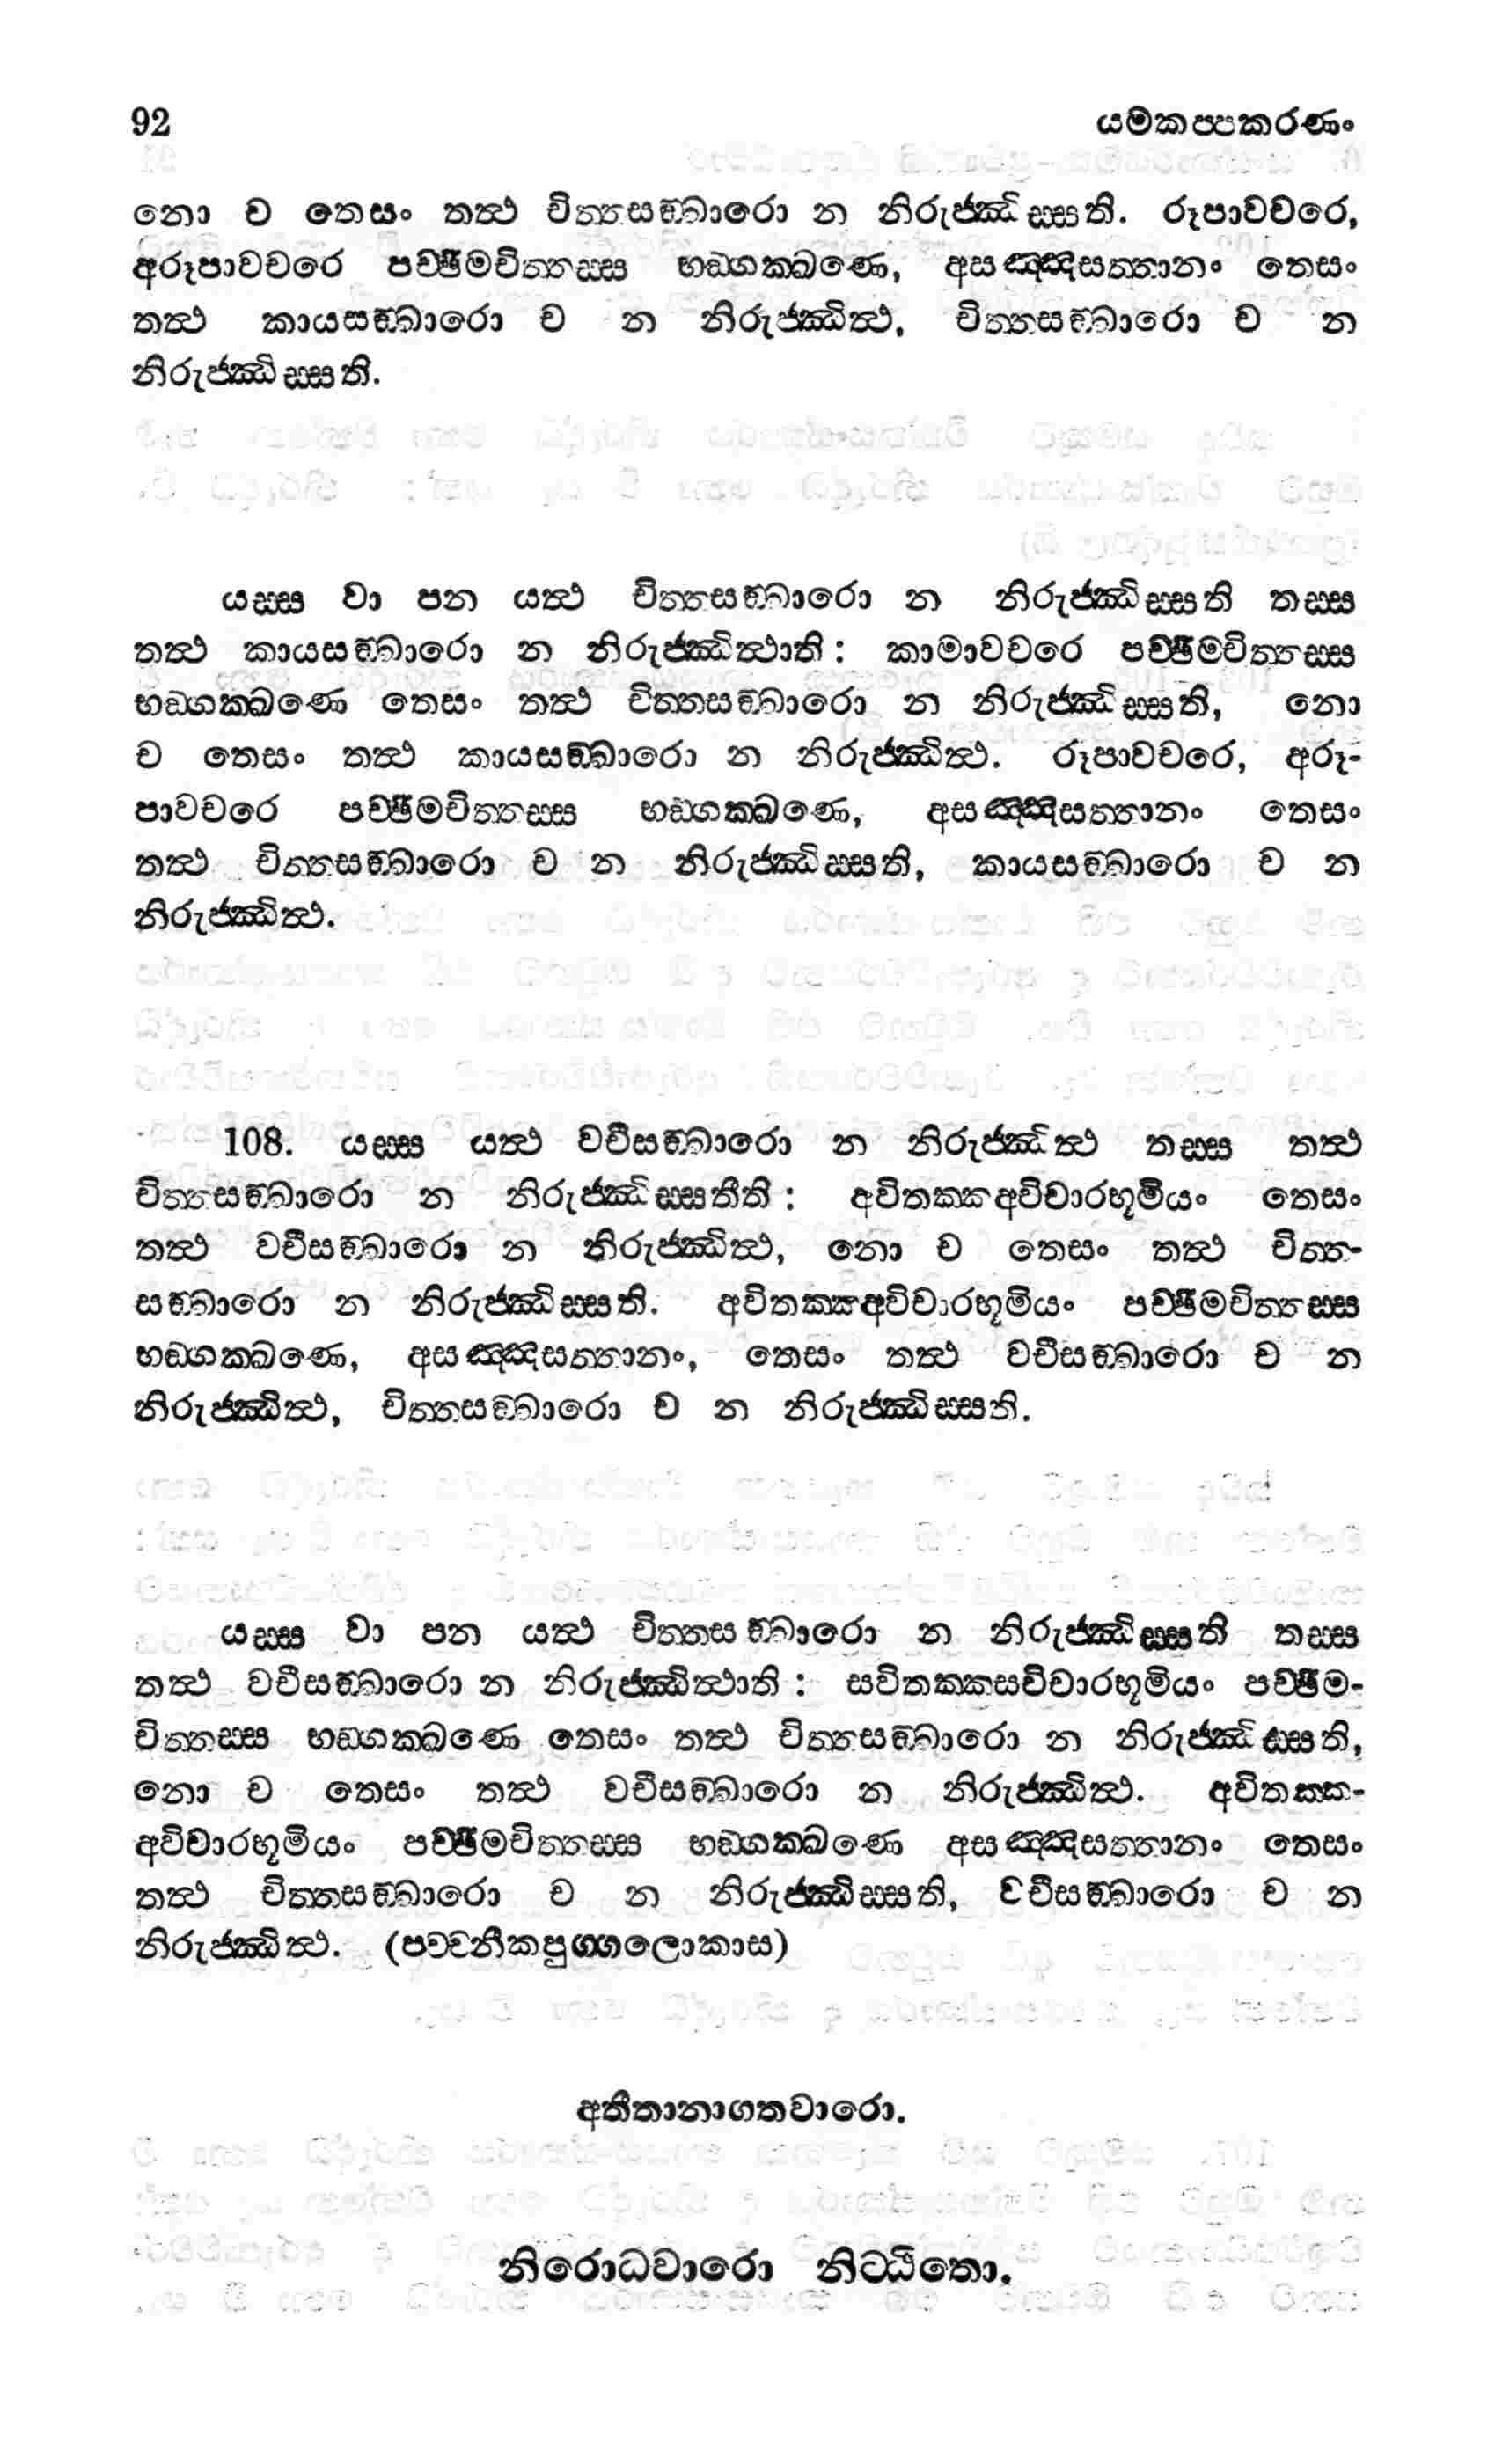 92 යමකප්පකරණං
නො ච තෙසං තත්ථ චිත්තසඞ්ඛාරො න නිරුජ්ඣිස්සති. රූපාවචරෙ,
අරූපාවචරෙ පච්ඡිමචිත්තස්ස භඞ්ගක්ඛණෙ, අසඤ්ඤසත්තානං තෙසං
තත්ථ කායසඞ්ඛාරො ච න නිරුජ්ඣිත්ථ, චිත්තසඞ්ඛාරො ච න
නිරුජ්ඣිස්සති.
යස්ස වා පන යත්ථ චිත්තසඞ්ඛාරො න නිරුජ්ඣිස්සති තස්ස
තත්ථ කායසඞ්ඛාරො න නිරුජ්ඣිත්ථාති: කාමාවචරෙ පච්ඡිමචිත්තස්ස
භඞ්ගක්ඛණෙ තෙසං තත්ථ චිත්තසඞ්ඛාරො න නිරුජ්ඣිස්සති, නො
ච තෙසං තත්ථ කායසඞ්ඛාරො න නිරුජ්ඣිත්ථ. රූපාවචරෙ, අරූ-
පාවචරෙ පච්ඡිමචිත්තස්ස භඞ්ගක්ඛණෙ, අසඤ්ඤසත්තානං තෙසං
තත්ථ චිත්තසඞ්ඛාරො ච න නිරුජ්ඣිස්සති, කායසඞ්ඛාරො ච න
නිරුජ්ඣිත්ථ.
108. යස්ස යත්ථ වචීසඞ්ඛාරො න නිරුජ්ඣිත්ථ තස්ස තත්ථ
චිත්තසඞ්ඛාරො න නිරුජ්ඣිස්සතීති: අවිතක්කඅවිචාරභූමියං තෙසං
තත්ථ වචීසඞ්ඛාරො න නිරුජ්ඣිත්ථ, නො ච තෙසං තත්ථ චිත්ත-
සඞ්ඛාරො න නිරුජ්ඣිස්සති. අවිතක්කඅවිචාරභූමියං පච්ඡිමචිත්තස්ස
භඞ්ගක්ඛණෙ, අසඤ්ඤසත්තානං, තෙසං තත්ථ වචීසඞ්ඛාරො ච න
නිරුජ්ඣිත්ථ, චිත්තසඞ්ඛාරො ච න නිරුජ්ඣිස්සති.
යස්ස වා පන යත්ථ චිත්තසඞ්ඛාරො න නිරුජ්ඣිස්සති තස්ස
තත්ථ වචීසඞ්ඛාරො න නිරුජ්ඣිත්ථාති: සවිතක්කසවිචාරභූමියං පච්ඡිම-
චිත්තස්ස භඞ්ගක්ඛණෙ තෙසං තත්ථ චිත්තසඞ්ඛාරො න නිරුජ්ඣිස්සති,
නො ච තෙසං තත්ථ වචීසඞ්ඛාරො න නිරුජ්ඣිත්ථ. අවිතක්ක-
අවිචාරභූමියං පච්ඡිමචිත්තස්ස භඞ්ගක්ඛණෙ අසඤ්ඤසත්තානං තෙසං
තත්ථ චිත්තසඞ්ඛාරො ච න නිරුජ්ඣිස්සති, වචීසඞ්ඛාරො ච න
නිරුජ්ඣිත්ථ. (පච්චනීකපුග්ගලොකාස)
අතීතානාගතවාරො.
නිරොධවාරො නිට්ඨිතො.